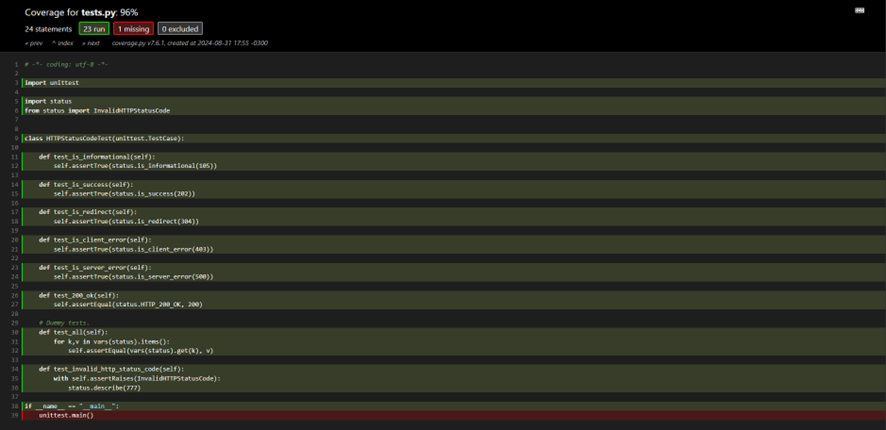 Coverage for tests.py: 96%
24 statements 23 run 1 missing 0 excluded
« prev ^ index » next coverage.py v7.6.1, created at 2024-08-31 17:55 -0300
1 # -*- coding: utf-8 -*-
2
3 import unittest
4
5 import status
6 from status import InvalidHTTPStatusCode
7
8
9 class HTTPStatusCodeTest(unittest.TestCase):
10
11 def test_is_informational(self):
12 self.assertTrue(status.is_informational(105))
13
14 def test_is_success(self):
15 self.assertTrue(status.is_success(202))
16
17 def test_is_redirect(self):
18 self.assertTrue(status.is_redirect(304))
19
20 def test_is_client_error(self):
21 self.assertTrue(status.is_client_error(403))
22
23 def test_is_server_error(self):
24 self.assertTrue(status.is_server_error(500))
25
26 def test_200_ok(self):
27 self.assertEqual(status.HTTP_200_OK, 200)
28
29 # Dummy tests.
30 def test_all(self):
31 for k,v in vars(status).items():
32 self.assertEqual(vars(status).get(k), v)
33
34 def test_invalid_http_status_code(self):
35 with self.assertRaises(InvalidHTTPStatusCode):
36 status.describe(777)
37
38 if __name__ == "__main__":
39 unittest.main()